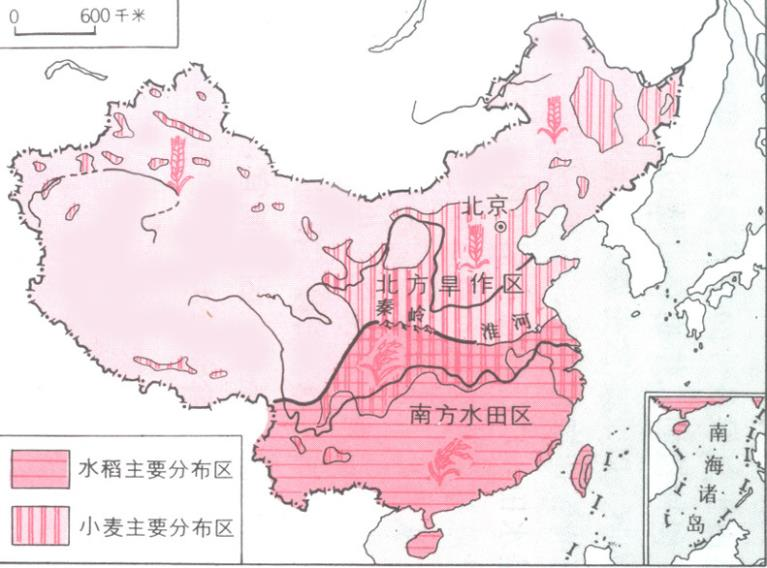 0 600千米
北京
北方旱作区
秦岭
淮河
南方水田区
水稻主要分布区
小麦主要分布区
南
海
诸
岛